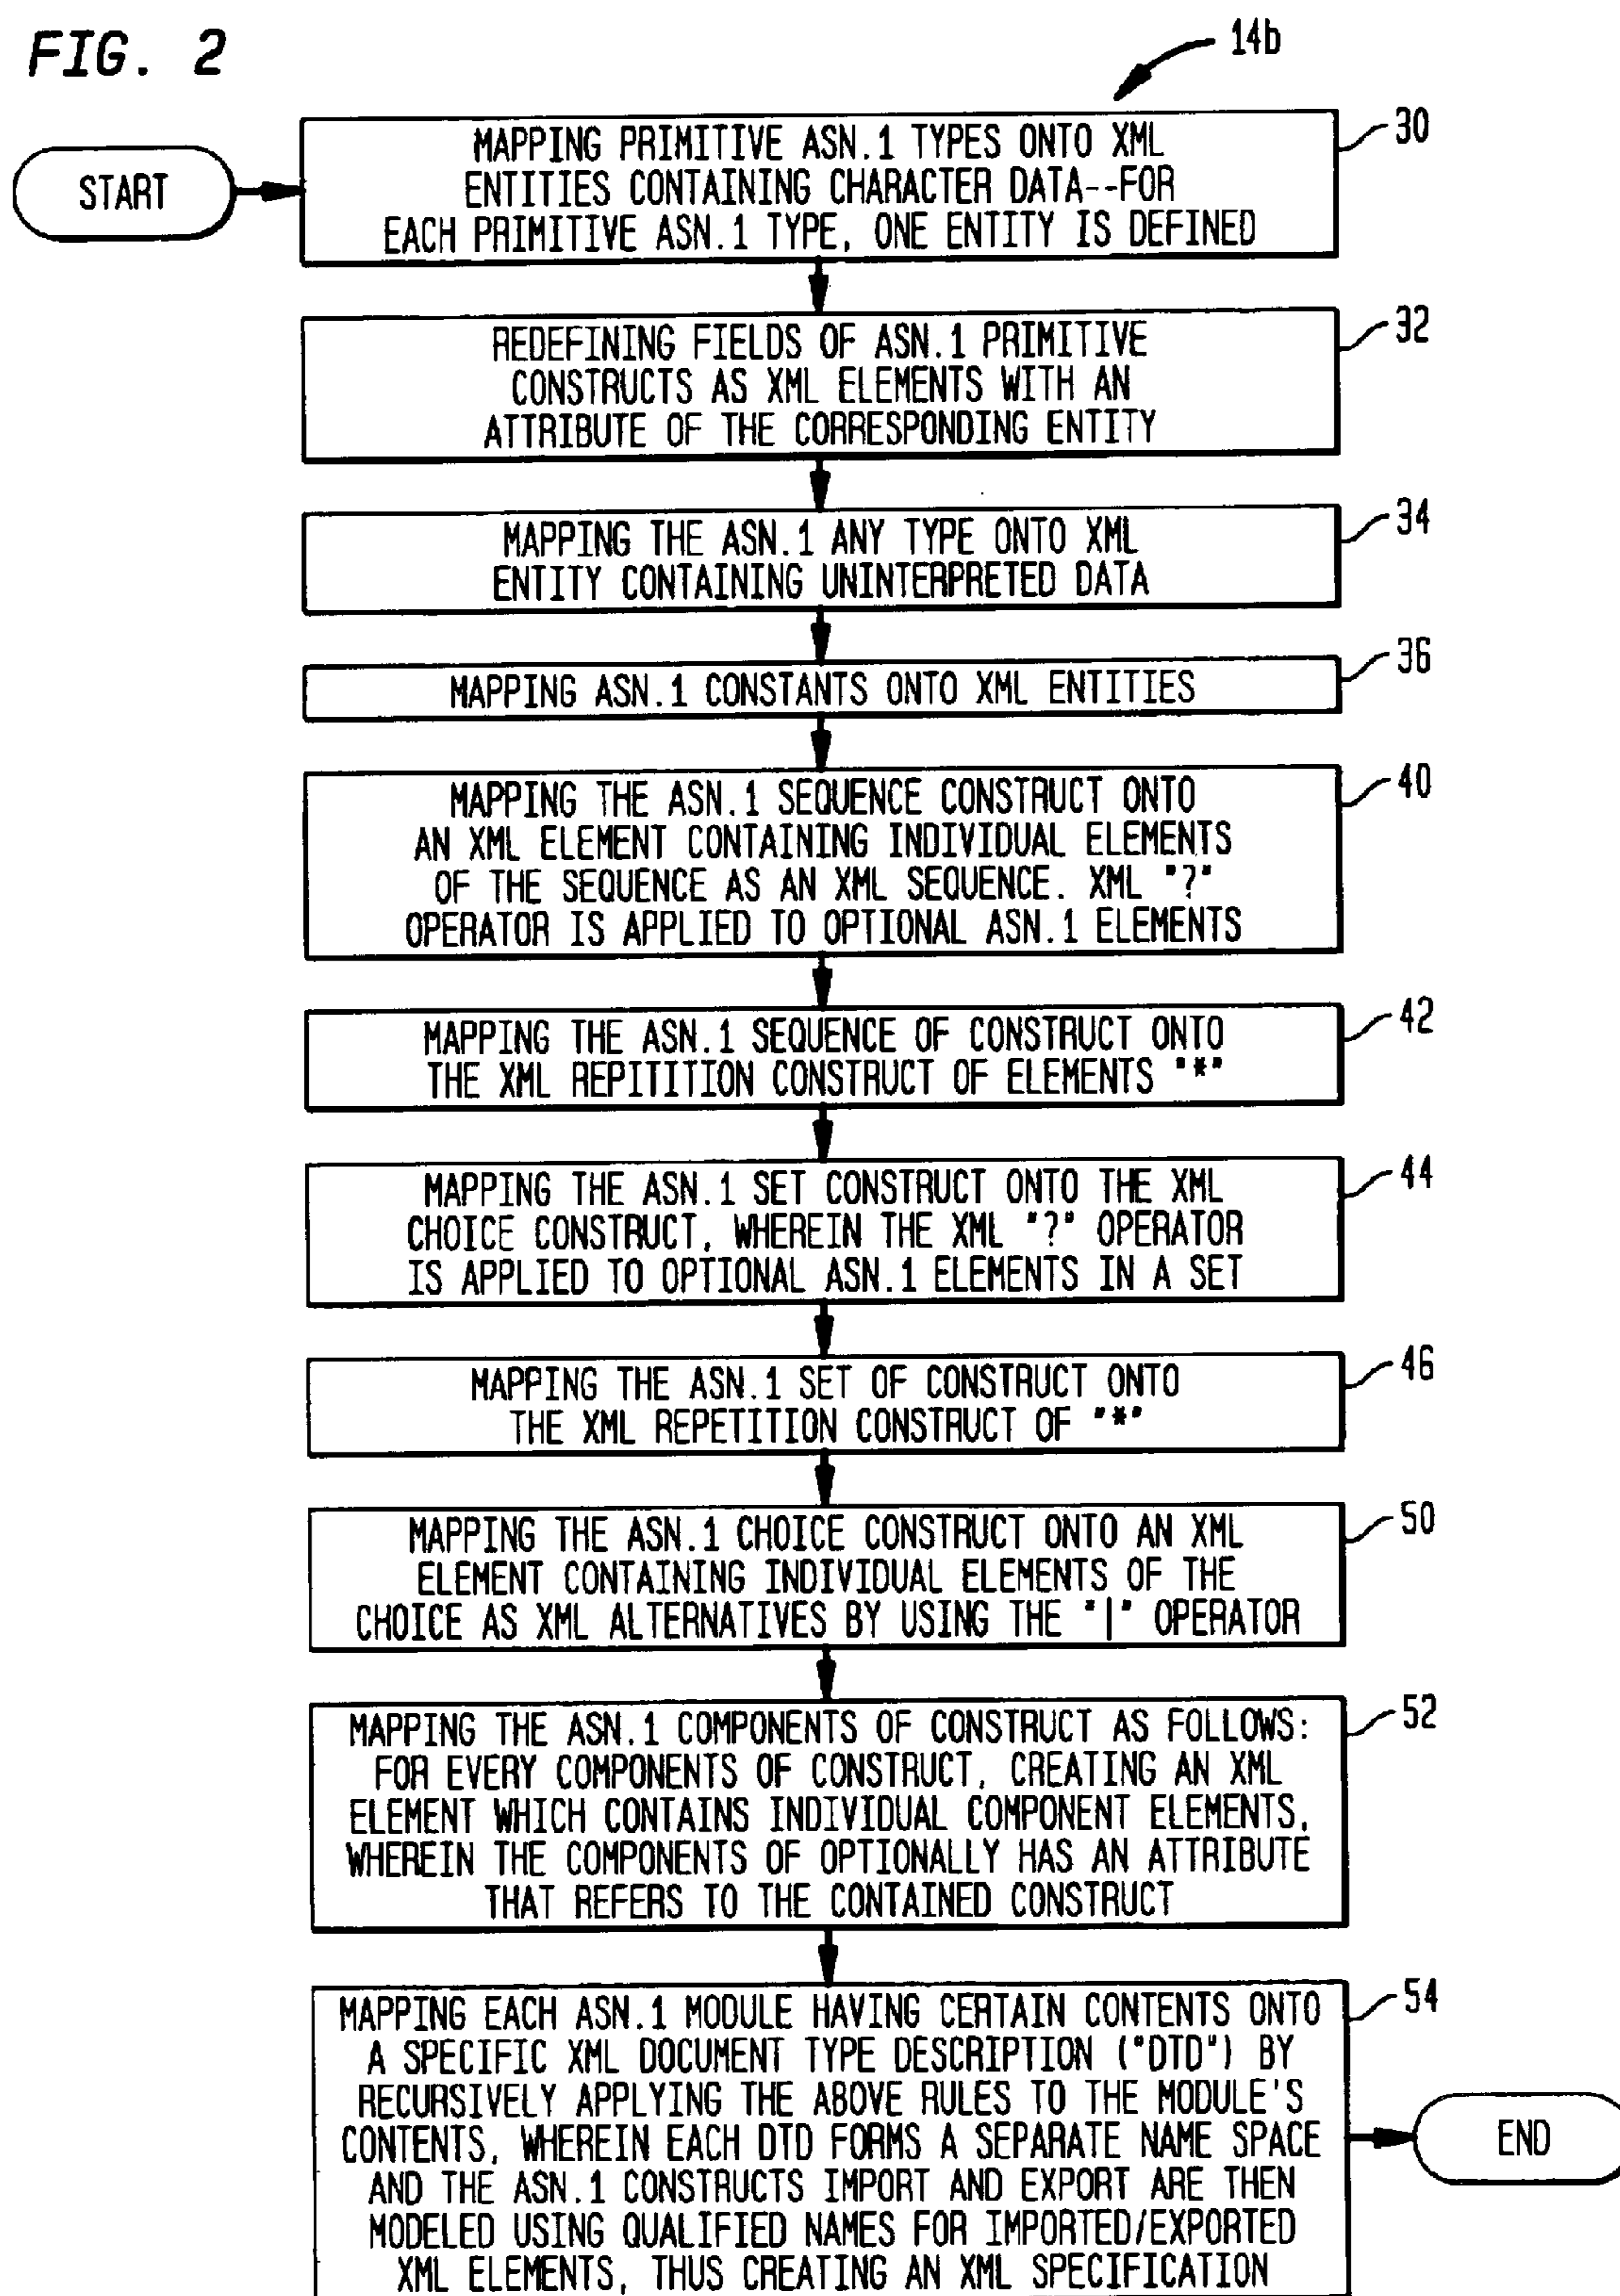 FIG. 2
14b
START
30
MAPPING PRIMITIVE ASN.1 TYPES ONTO XML
ENTITIES CONTAINING CHARACTER DATA--FOR
EACH PRIMITIVE ASN.1 TYPE, ONE ENTITY IS DEFINED
32
REDEFINING FIELDS OF ASN.1 PRIMITIVE
CONSTRUCTS AS XML ELEMENTS WITH AN
ATTRIBUTE OF THE CORRESPONDING ENTITY
34
MAPPING THE ASN.1 ANY TYPE ONTO XML
ENTITY CONTAINING UNINTERPRETED DATA
36
MAPPING ASN.1 CONSTANTS ONTO XML ENTITIES
40
MAPPING THE ASN.1 SEQUENCE CONSTRUCT ONTO
AN XML ELEMENT CONTAINING INDIVIDUAL ELEMENTS
OF THE SEQUENCE AS AN XML SEQUENCE. XML "?"
OPERATOR IS APPLIED TO OPTIONAL ASN.1 ELEMENTS
42
MAPPING THE ASN.1 SEQUENCE OF CONSTRUCT ONTO
THE XML REPITITION CONSTRUCT OF ELEMENTS "*"
44
MAPPING THE ASN.1 SET CONSTRUCT ONTO THE XML
CHOICE CONSTRUCT, WHEREIN THE XML "?" OPERATOR
IS APPLIED TO OPTIONAL ASN.1 ELEMENTS IN A SET
46
MAPPING THE ASN.1 SET OF CONSTRUCT ONTO
THE XML REPETITION CONSTRUCT OF "*"
50
MAPPING THE ASN.1 CHOICE CONSTRUCT ONTO AN XML
ELEMENT CONTAINING INDIVIDUAL ELEMENTS OF THE
CHOICE AS XML ALTERNATIVES BY USING THE "|" OPERATOR
52
MAPPING THE ASN.1 COMPONENTS OF CONSTRUCT AS FOLLOWS:
FOR EVERY COMPONENTS OF CONSTRUCT, CREATING AN XML
ELEMENT WHICH CONTAINS INDIVIDUAL COMPONENT ELEMENTS,
WHEREIN THE COMPONENTS OF OPTIONALLY HAS AN ATTRIBUTE
THAT REFERS TO THE CONTAINED CONSTRUCT
54
MAPPING EACH ASN.1 MODULE HAVING CERTAIN CONTENTS ONTO
A SPECIFIC XML DOCUMENT TYPE DESCRIPTION ("DTD") BY
RECURSIVELY APPLYING THE ABOVE RULES TO THE MODULE'S
CONTENTS, WHEREIN EACH DTD FORMS A SEPARATE NAME SPACE
AND THE ASN.1 CONSTRUCTS IMPORT AND EXPORT ARE THEN
MODELED USING QUALIFIED NAMES FOR IMPORTED/EXPORTED
XML ELEMENTS, THUS CREATING AN XML SPECIFICATION
END